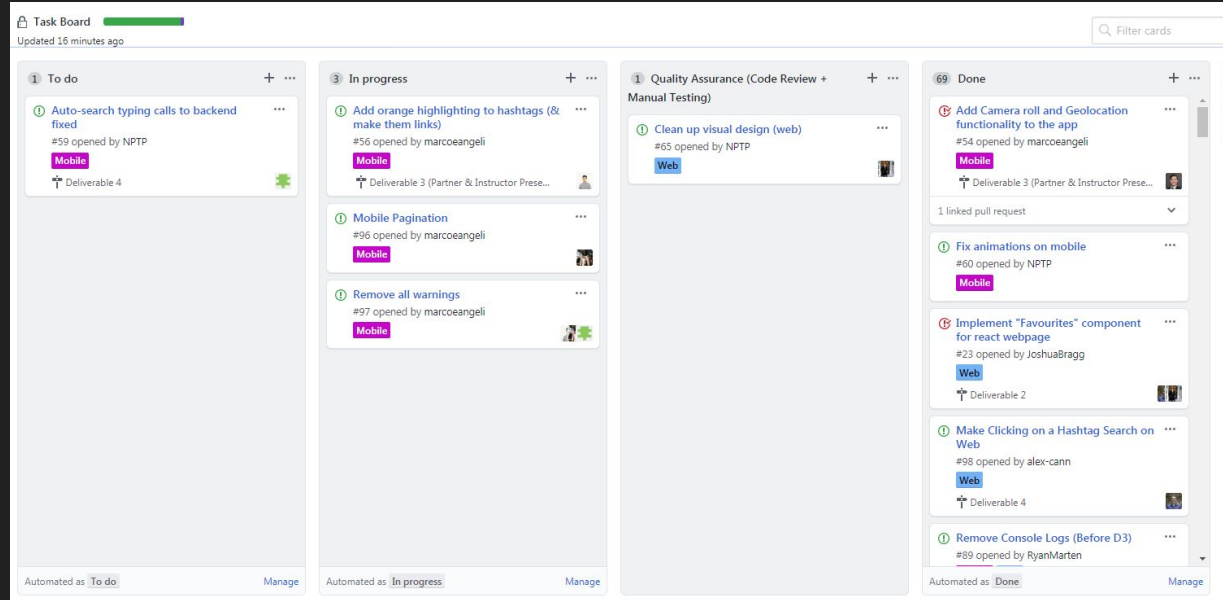 Task Board
Updated 16 minutes ago
Filter cards
1 To do
Auto-search typing calls to backend
fixed
#59 opened by NPTP
Mobile
Deliverable 4
Automated as To do
Manage
3 In progress
Add orange highlighting to hashtags (&
make them links)
#56 opened by marcoeangeli
Mobile
Deliverable 3 (Partner & Instructor Prese...
Mobile Pagination
#96 opened by marcoeangeli
Mobile
Remove all warnings
#97 opened by marcoeangeli
Mobile
Automated as In progress
Manage
1 Quality Assurance (Code Review +
Manual Testing)
Clean up visual design (web)
#65 opened by NPTP
Web
69 Done
Add Camera roll and Geolocation
functionality to the app
#54 opened by marcoeangeli
Mobile
Deliverable 3 (Partner & Instructor Prese...
1 linked pull request
Fix animations on mobile
#60 opened by NPTP
Mobile
Implement "Favourites" component
for react webpage
#23 opened by JoshuaBragg
Web
Deliverable 2
Make Clicking on a Hashtag Search on
Web
#98 opened by alex-cann
Web
Deliverable 4
Remove Console Logs (Before D3)
#89 opened by RyanMarten
Automated as Done
Manage